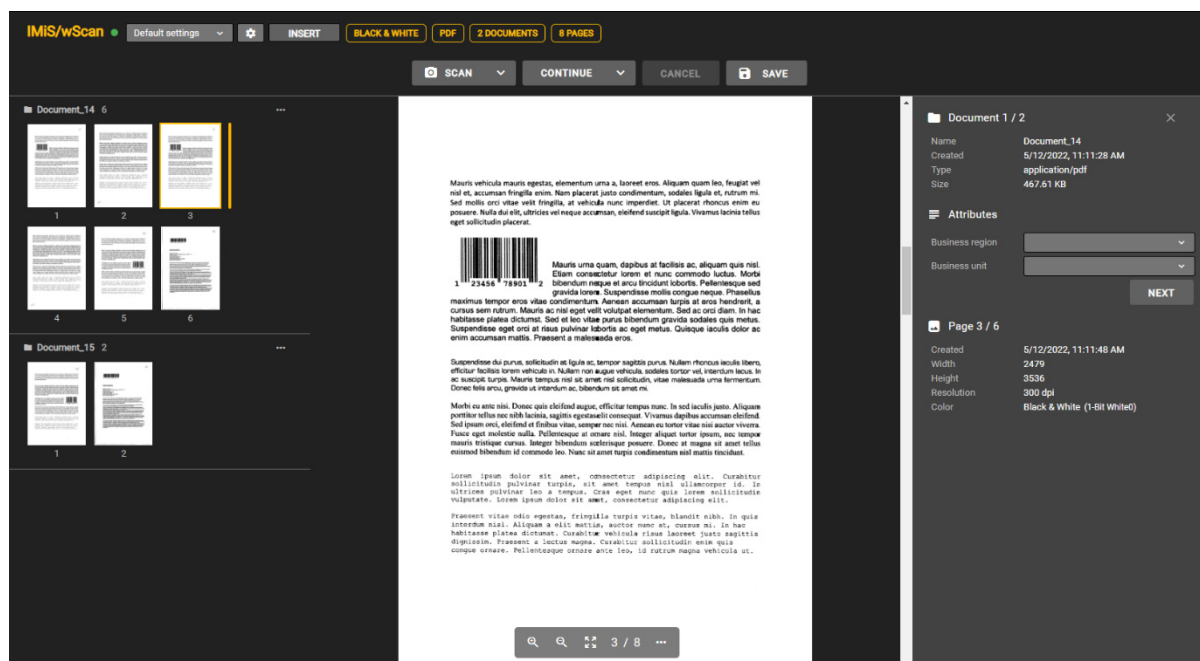 IMiS/wScan
Default settings
INSERT
BLACK & WHITE
PDF
2 DOCUMENTS
8 PAGES
SCAN
CONTINUE
CANCEL
SAVE
Document_14 6
1 2 3
4 5 6
Document_15 2
1 2
Mauris vehicula mauris egestas, elementum urna a, laoreet eros. Aliquam quam leo, feugiat vel
nisl et, accumsan fringilla enim. Nam placerat justo condimentum, sodales ligula et, rutrum mi.
Sed mollis orci vitae velit fringilla, at vehicula nunc imperdiet. Ut placerat rhoncus enim eu
posuere. Nulla dui elit, ultricies vel neque accumsan, eleifend suscipit ligula. Vivamus lacinia tellus
eget sollicitudin placerat.
1 23456 78901 2
Mauris urna quam, dapibus at facilisis ac, aliquam quis nisl.
Etiam consectetur lorem et nunc commodo luctus. Morbi
bibendum neque et arcu tincidunt lobortis. Pellentesque sed
gravida lorem. Suspendisse mollis congue neque. Phasellus
maximus tempor eros vitae condimentum. Aenean accumsan turpis at eros hendrerit, a
cursus sem rutrum. Mauris ac nisl eget velit volutpat elementum. Sed ac orci diam. In hac
habitasse platea dictumst. Sed et leo vitae purus bibendum gravida sodales quis metus.
Suspendisse eget orci at risus pulvinar lobortis ac eget metus. Quisque iaculis dolor ac
enim accumsan mattis. Praesent a malesuada eros.
Suspendisse dui purus, sollicitudin at ligula ac, tempor sagittis purus. Nullam rhoncus iaculis libero,
efficitur facilisis lorem vehicula in. Nullam non augue vehicula, sodales tortor vel, interdum lacus. In
ac suscipit turpis. Mauris tempus nisl sit amet nisl sollicitudin, vitae malesuada urna fermentum.
Donec felis arcu, gravida ut interdum ac, bibendum sit amet mi.
Morbi eu ante nisi. Donec quis eleifend augue, efficitur tempus nunc. In sed iaculis justo. Aliquam
porttitor tellus nec nibh lacinia, sagittis egestaselit consequat. Vivamus dapibus accumsan eleifend.
Sed ipsum orci, eleifend et finibus vitae, semper nec nisi. Aenean eu tortor vitae nisi auctor viverra.
Fusce eget molestie nulla. Pellentesque at ornare nisl. Integer aliquet tortor ipsum, nec tempor
mauris tristique cursus. Integer bibendum scelerisque posuere. Donec at magna sit amet tellus
euismod bibendum id commodo leo. Nunc sit amet turpis condimentum nisl mattis tincidunt.
Lorem ipsum dolor sit amet, consectetur adipiscing elit. Curabitur
sollicitudin pulvinar turpis, sit amet tempus nisl ullamcorper id. In
ultrices pulvinar leo a tempus. Cras eget nunc quis lorem sollicitudin
vulputate. Lorem ipsum dolor sit amet, consectetur adipiscing elit.
Praesent vitae odio egestas, fringilla turpis vitae, blandit nibh. In quis
interdum nisi. Aliquam a elit mattis, auctor nunc at, cursus mi. In hac
habitasse platea dictumst. Curabitur vehicula risus laoreet justo sagittis
dignissim. Praesent a lectus magna. Curabitur sollicitudin enim quis
congue ornare. Pellentesque ornare ante leo, id rutrum magna vehicula ut.
3 / 8
Document 1 / 2
Name Document_14
Created 5/12/2022, 11:11:28 AM
Type application/pdf
Size 467.61 KB
Attributes
Business region
Business unit
NEXT
Page 3 / 6
Created 5/12/2022, 11:11:48 AM
Width 2479
Height 3536
Resolution 300 dpi
Color Black & White (1-Bit White0)